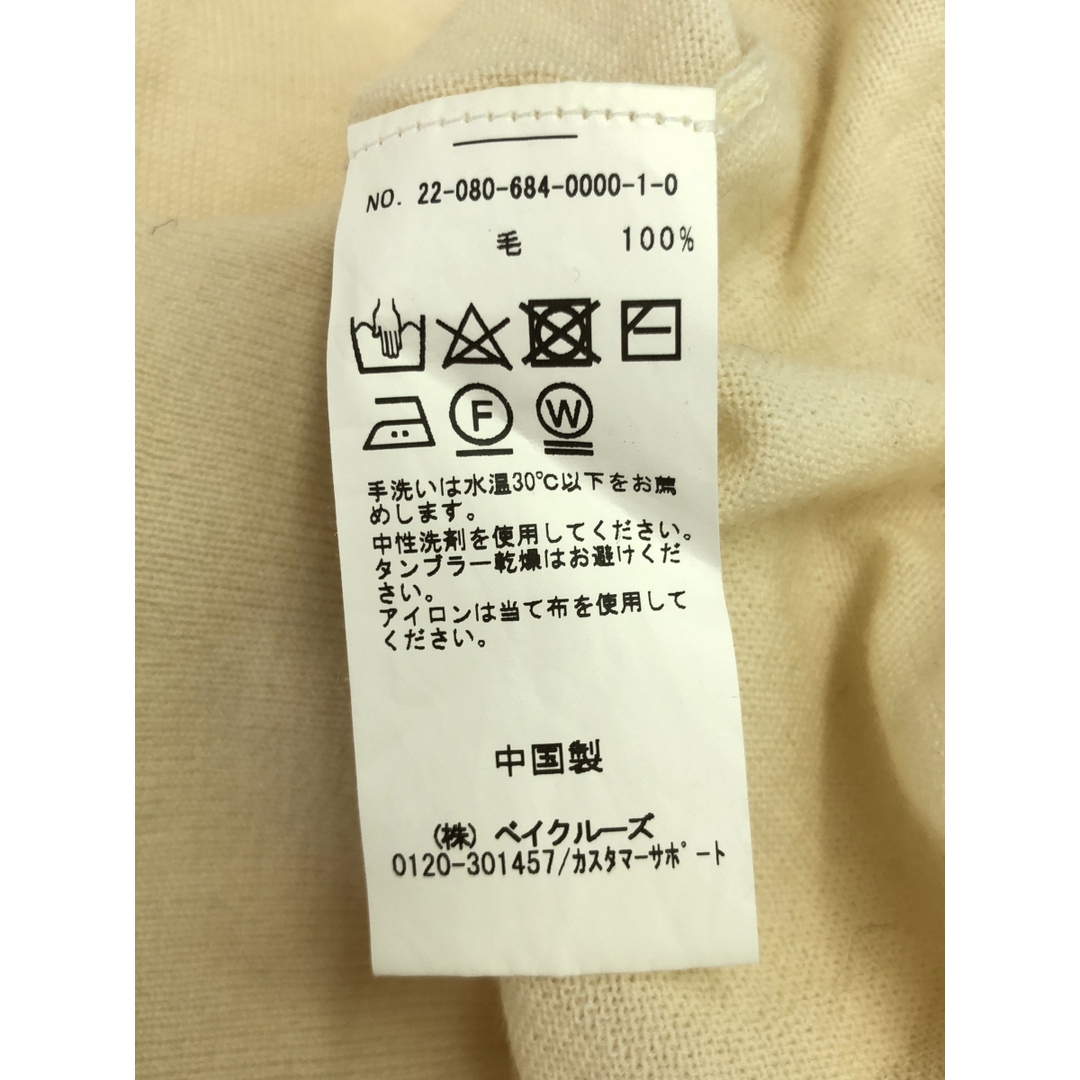 NO. 22-080-684-0000-1-0
毛 100%
F W
手洗いは水温30℃以下をお薦
めします。
中性洗剤を使用してください。
タンブラー乾燥はお避けくだ
さい。
アイロンは当て布を使用して
ください。
中国製
(株) ベイクルーズ
0120-301457/カスタマーサポート